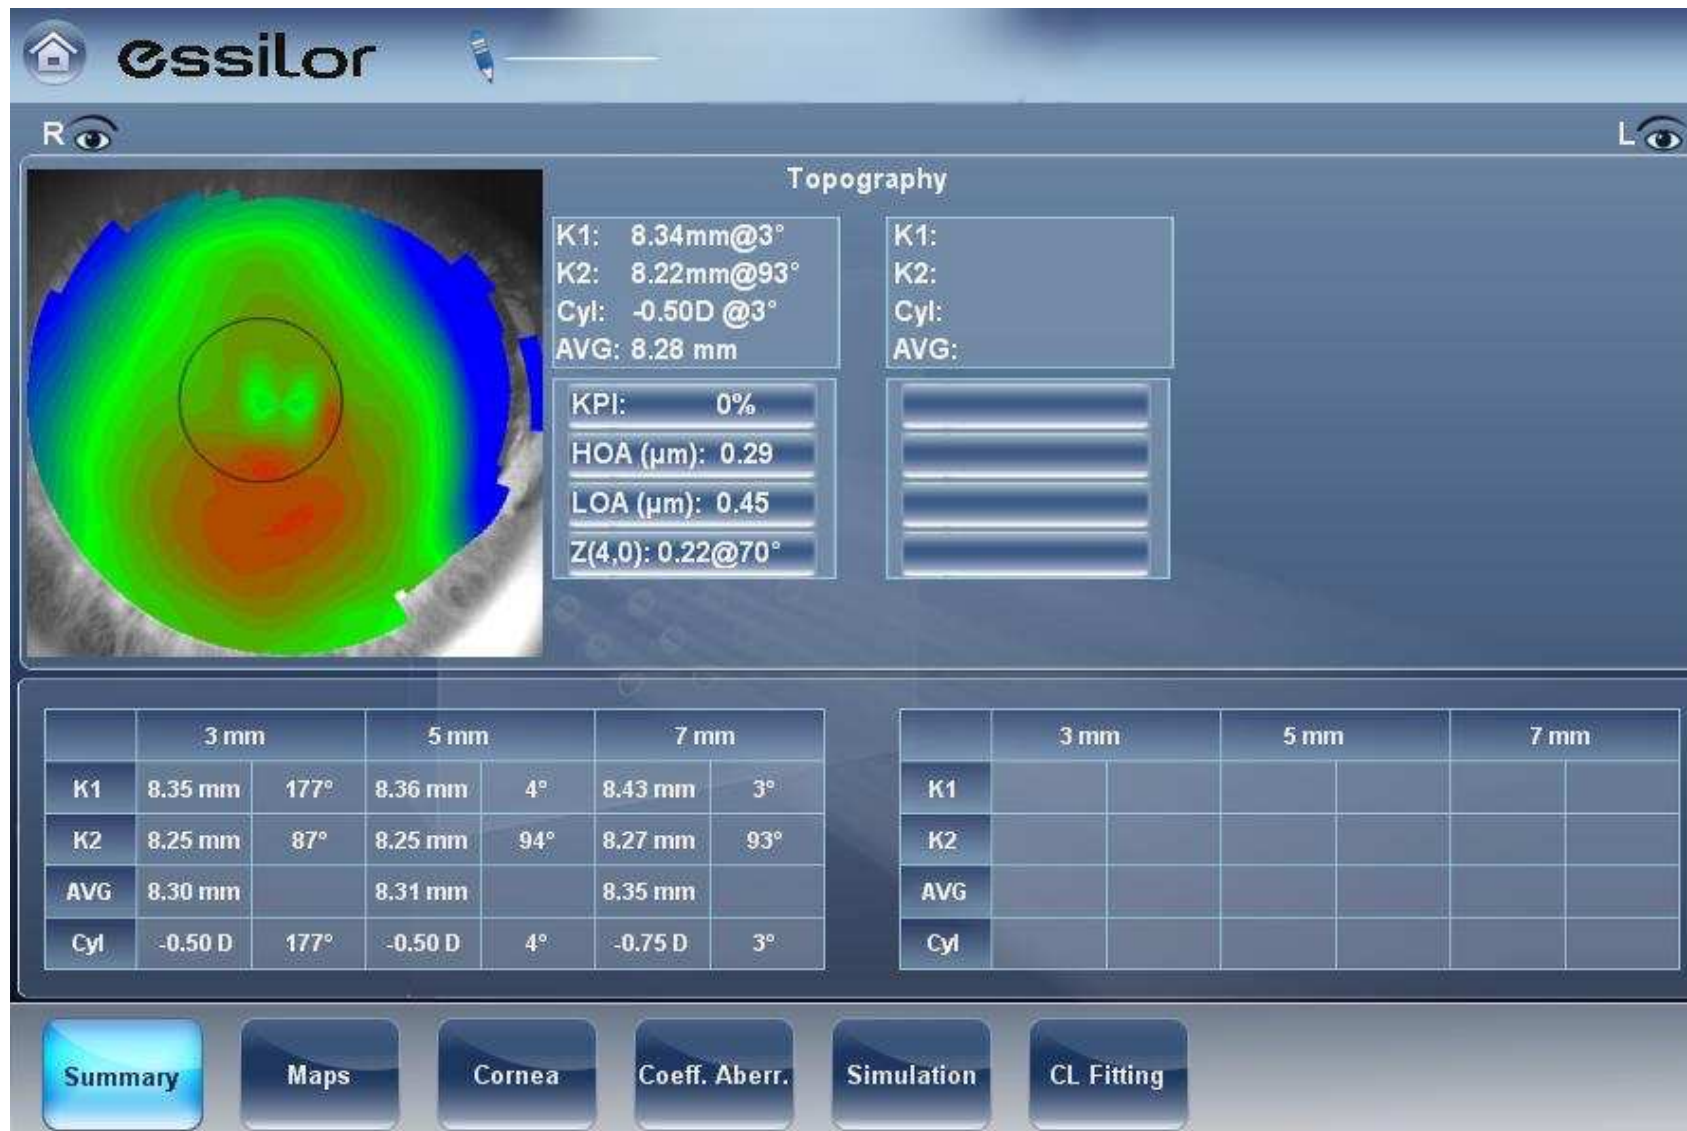 essilor
R L
Topography
K1: 8.34mm@3°
K2: 8.22mm@93°
Cyl: -0.50D @3°
AVG: 8.28 mm
K1:
K2:
Cyl:
AVG:
KPI: 0%
HOA (µm): 0.29
LOA (µm): 0.45
Z(4,0): 0.22@70°
3 mm 5 mm 7 mm
K1 8.35 mm 177° 8.36 mm 4° 8.43 mm 3°
K2 8.25 mm 87° 8.25 mm 94° 8.27 mm 93°
AVG 8.30 mm 8.31 mm 8.35 mm
Cyl -0.50 D 177° -0.50 D 4° -0.75 D 3°
3 mm 5 mm 7 mm
K1
K2
AVG
Cyl
Summary Maps Cornea Coeff. Aberr. Simulation CL Fitting